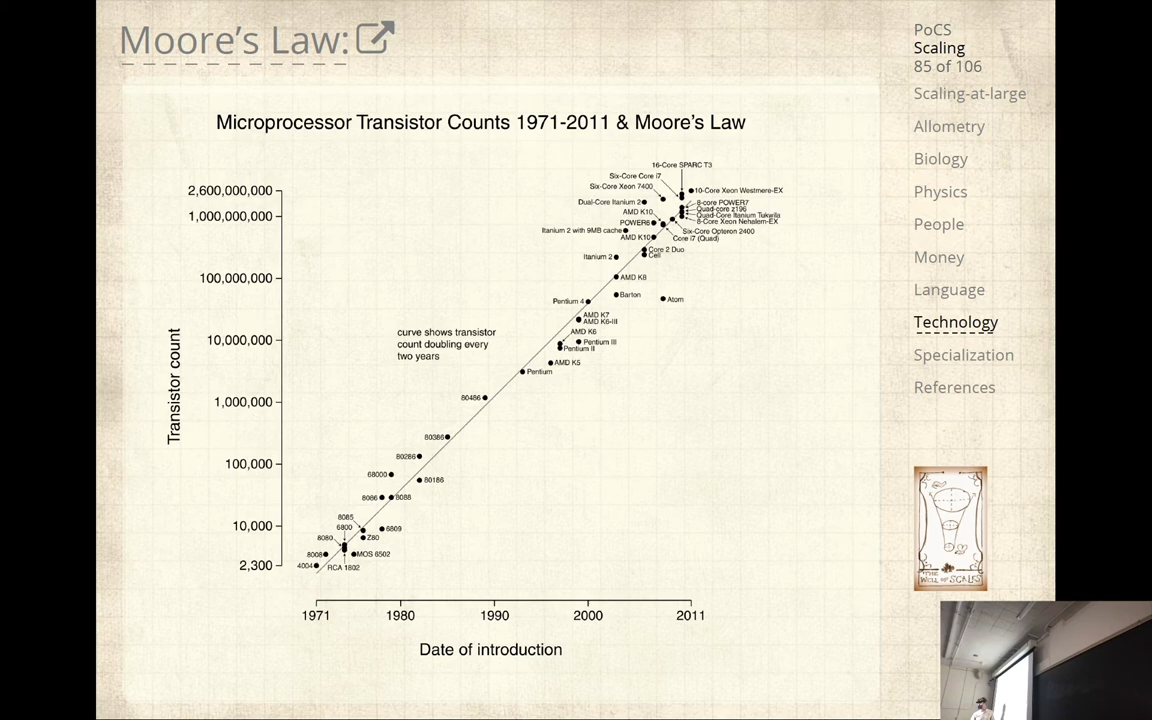 Moore's Law:
PoCS
Scaling
85 of 106
Scaling-at-large
Allometry
Biology
Physics
People
Money
Language
Technology
Specialization
References
Microprocessor Transistor Counts 1971-2011 & Moore's Law
16-Core SPARC T3
Six-Core Core i7
Six-Core Xeon 7400
10-Core Xeon Westmere-EX
Dual-Core Itanium 2
8-core POWER7
Quad-core z196
AMD K10
Quad-Core Itanium Tukwila
POWER6
8-Core Xeon Nehalem-EX
Itanium 2 with 9MB cache
Six-Core Opteron 2400
AMD K10
Core i7 (Quad)
Core 2 Duo
Itanium 2
Cell
AMD K8
Barton
Pentium 4
Atom
AMD K7
AMD K6-III
AMD K6
Pentium III
Pentium II
AMD K5
Pentium
curve shows transistor
count doubling every
two years
80486
80386
80286
68000
80186
8086
8088
8085
6800
6809
8080
Z80
8008
MOS 6502
4004
RCA 1802
Transistor count
2,600,000,000
1,000,000,000
100,000,000
10,000,000
1,000,000
100,000
10,000
2,300
1971
1980
1990
2000
2011
Date of introduction
THE
WELL OF SCALES